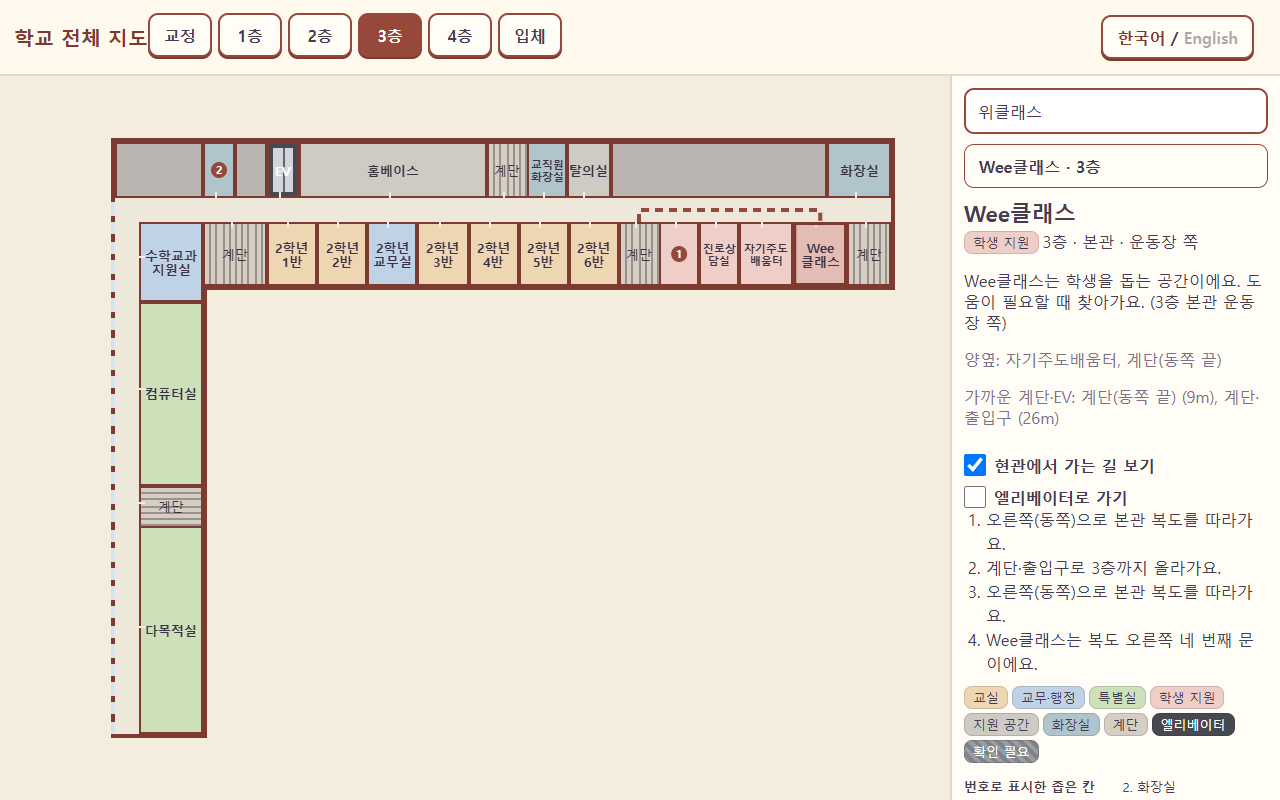 학교 전체 지도
교정
1층
2층
3층
4층
입체
한국어 / English
2
EV
홈베이스
계단
교직원
화장실
탈의실
화장실
수학교과
지원실
계단
2학년
1반
2학년
2반
2학년
교무실
2학년
3반
2학년
4반
2학년
5반
2학년
6반
계단
1
진로상
담실
자기주도
배움터
Wee
클래스
계단
컴퓨터실
계단
다목적실
위클래스
Wee클래스 · 3층
Wee클래스
학생 지원 3층 · 본관 · 운동장 쪽
Wee클래스는 학생을 돕는 공간이에요. 도
움이 필요할 때 찾아가요. (3층 본관 운동
장 쪽)
양옆: 자기주도배움터, 계단(동쪽 끝)
가까운 계단·EV: 계단(동쪽 끝) (9m), 계단·
출입구 (26m)
현관에서 가는 길 보기
엘리베이터로 가기
1. 오른쪽(동쪽)으로 본관 복도를 따라가
요.
2. 계단·출입구로 3층까지 올라가요.
3. 오른쪽(동쪽)으로 본관 복도를 따라가
요.
4. Wee클래스는 복도 오른쪽 네 번째 문
이에요.
교실 교무·행정 특별실 학생 지원
지원 공간 화장실 계단 엘리베이터
확인 필요
번호로 표시한 좁은 칸 2. 화장실